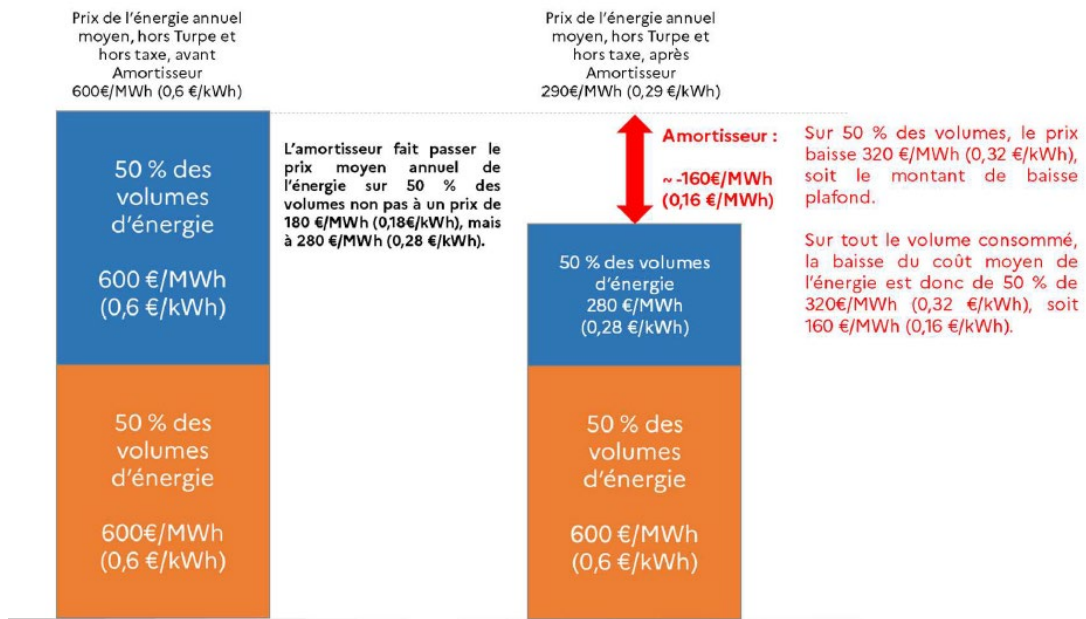 Prix de l'énergie annuel
moyen, hors Turpe et
hors taxe, avant
Amortisseur
600€/MWh (0,6 €/kWh)
50 % des
volumes
d'énergie
600 €/MWh
(0,6 €/kWh)
50 % des
volumes
d'énergie
600€/MWh
(0,6 €/kWh)
L'amortisseur fait passer le
prix moyen annuel de
l'énergie sur 50 % des
volumes non pas à un prix de
180 €/MWh (0,18€/kWh), mais
à 280 €/MWh (0,28 €/kWh).
Prix de l'énergie annuel
moyen, hors Turpe et
hors taxe, après
Amortisseur
290€/MWh (0,29 €/kWh)
50 % des volumes
d'énergie
280 €/MWh
(0,28 €/kWh)
50 % des
volumes
d'énergie
600 €/MWh
(0,6 €/kWh)
Amortisseur :
~ -160€/MWh
(0,16 €/MWh)
Sur 50 % des volumes, le prix
baisse 320 €/MWh (0,32 €/kWh),
soit le montant de baisse
plafond.
Sur tout le volume consommé,
la baisse du coût moyen de
l'énergie est donc de 50 % de
320€/MWh (0,32 €/kWh), soit
160 €/MWh (0,16 €/kWh).